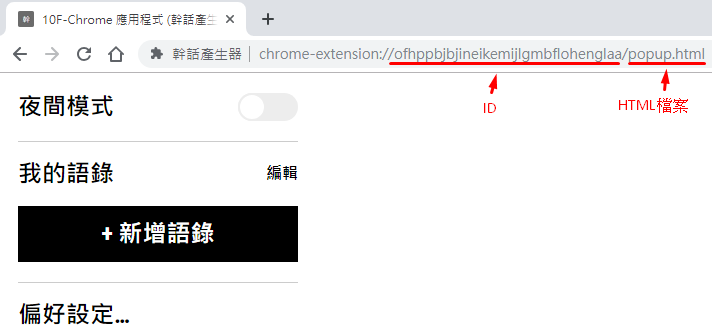 10F-Chrome 應用程式 (幹話產生
幹話產生器 chrome-extension://ofhppbjbjineikemijlgmbflohenglaa/popup.html
ID
HTML檔案
夜間模式
我的語錄 編輯
+ 新增語錄
偏好設定...